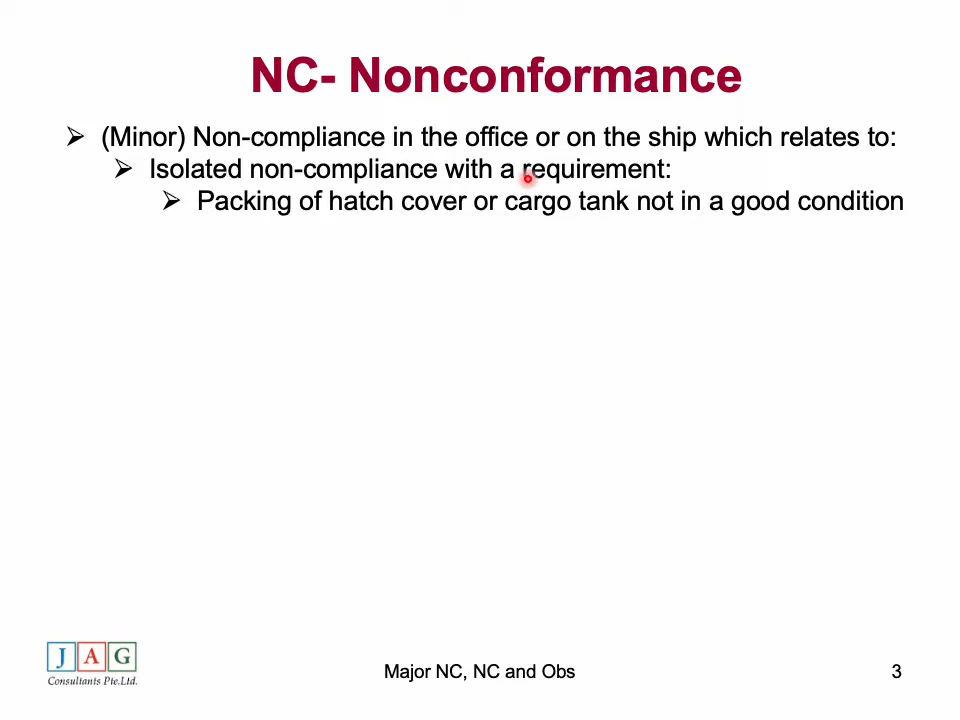 NC- Nonconformance
(Minor) Non-compliance in the office or on the ship which relates to:
Isolated non-compliance with a requirement:
Packing of hatch cover or cargo tank not in a good condition
J A G
Consultants Pte.Ltd.
Major NC, NC and Obs
3